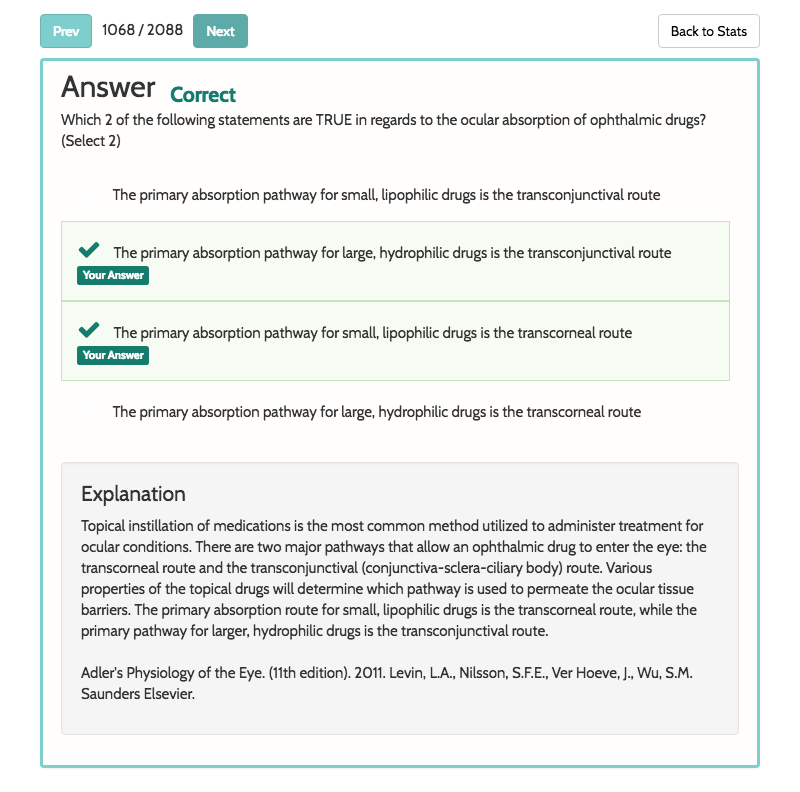 Prev 1068 / 2088 Next Back to Stats
Answer Correct
Which 2 of the following statements are TRUE in regards to the ocular absorption of ophthalmic drugs?
(Select 2)
The primary absorption pathway for small, lipophilic drugs is the transconjunctival route
The primary absorption pathway for large, hydrophilic drugs is the transconjunctival route
Your Answer
The primary absorption pathway for small, lipophilic drugs is the transcorneal route
Your Answer
The primary absorption pathway for large, hydrophilic drugs is the transcorneal route
Explanation
Topical instillation of medications is the most common method utilized to administer treatment for
ocular conditions. There are two major pathways that allow an ophthalmic drug to enter the eye: the
transcorneal route and the transconjunctival (conjunctiva-sclera-ciliary body) route. Various
properties of the topical drugs will determine which pathway is used to permeate the ocular tissue
barriers. The primary absorption route for small, lipophilic drugs is the transcorneal route, while the
primary pathway for larger, hydrophilic drugs is the transconjunctival route.
Adler's Physiology of the Eye. (11th edition). 2011. Levin, L.A., Nilsson, S.F.E., Ver Hoeve, J., Wu, S.M.
Saunders Elsevier.